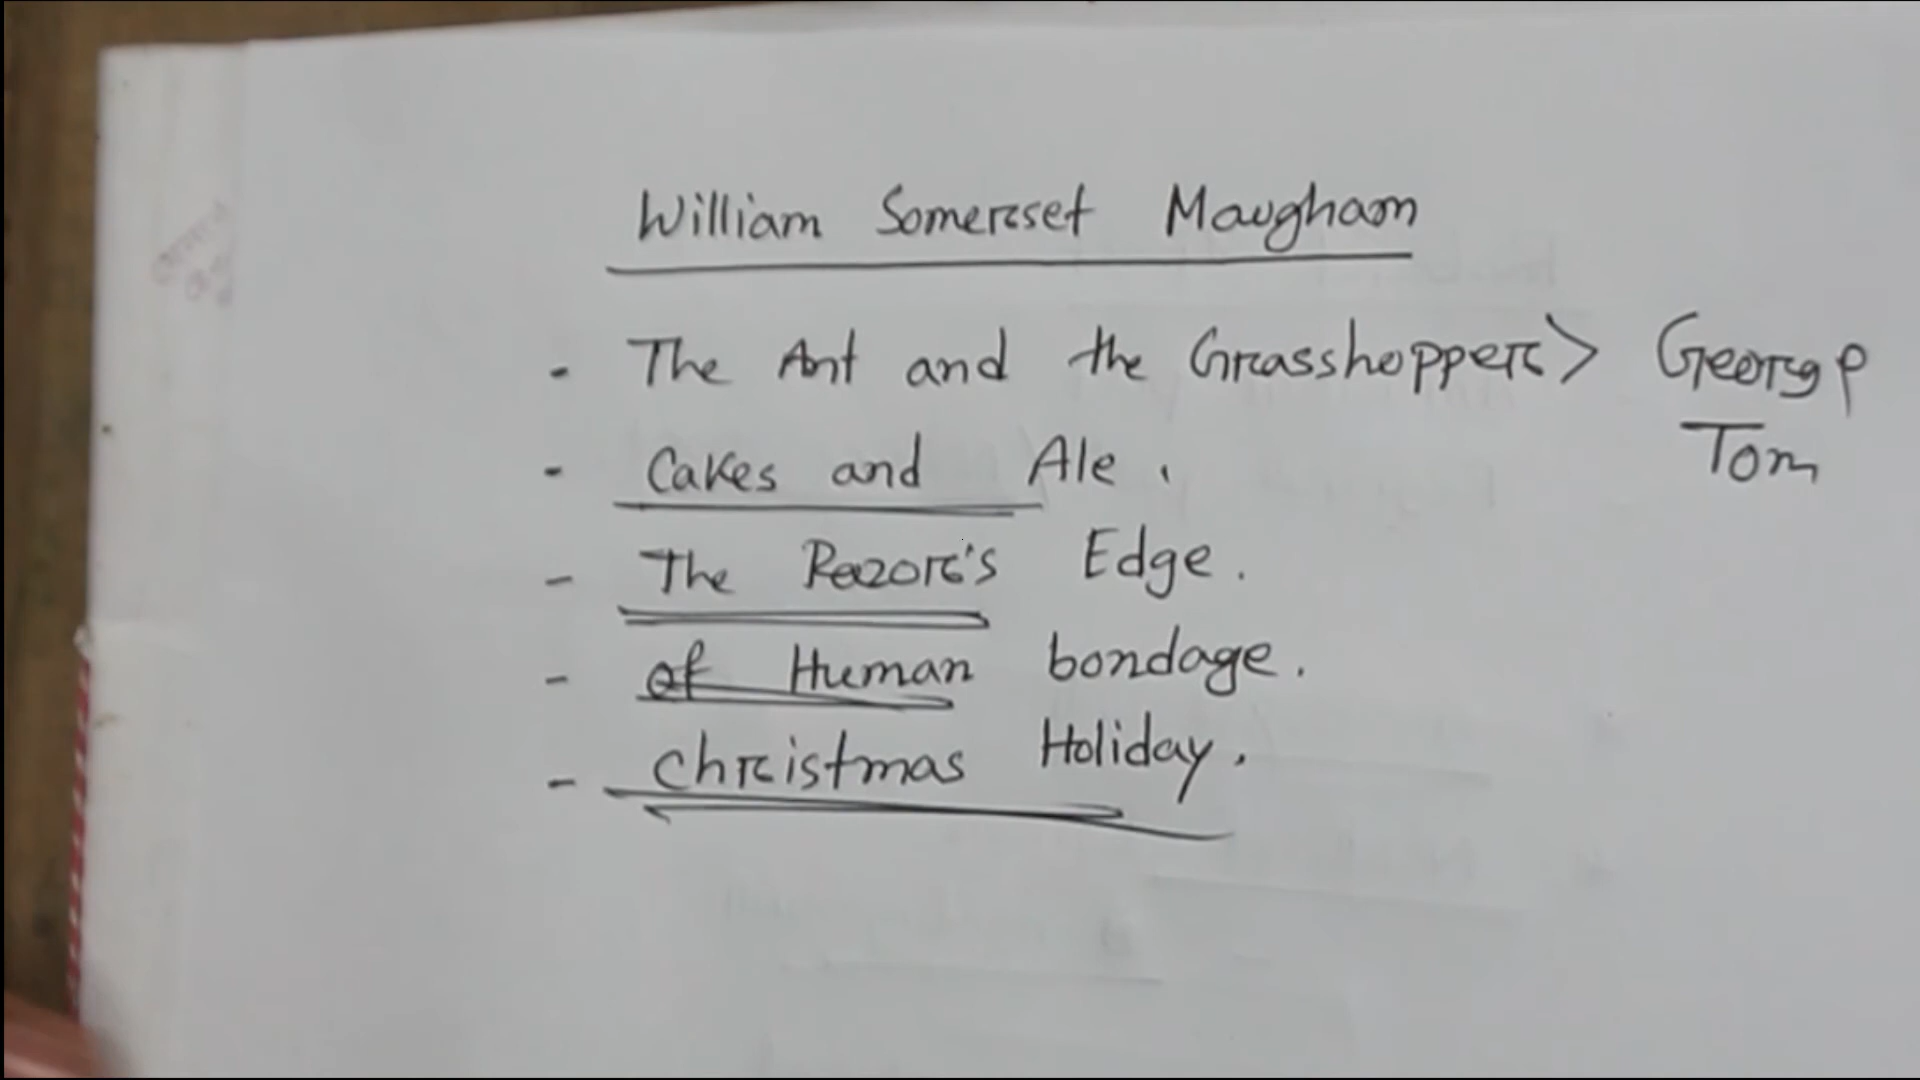 William Somerset Maugham
- The Ant and the Grasshopper > George
Tom
- Cakes and Ale.
- The Razor's Edge.
- of Human bondage.
- christmas Holiday.